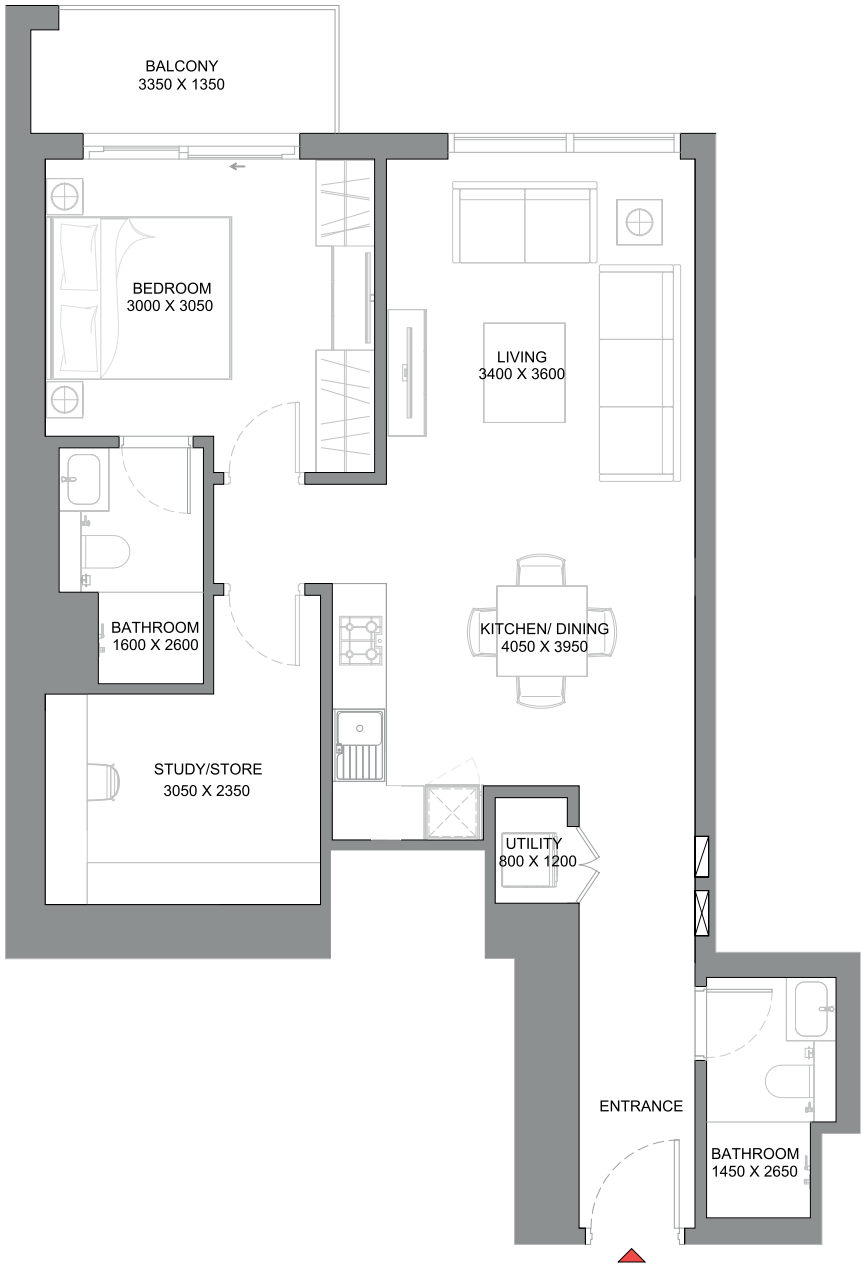 BALCONY
3350 X 1350
BEDROOM
3000 X 3050
LIVING
3400 X 3600
BATHROOM
1600 X 2600
KITCHEN/ DINING
4050 X 3950
STUDY/STORE
3050 X 2350
UTILITY
800 X 1200
ENTRANCE
BATHROOM
1450 X 2650